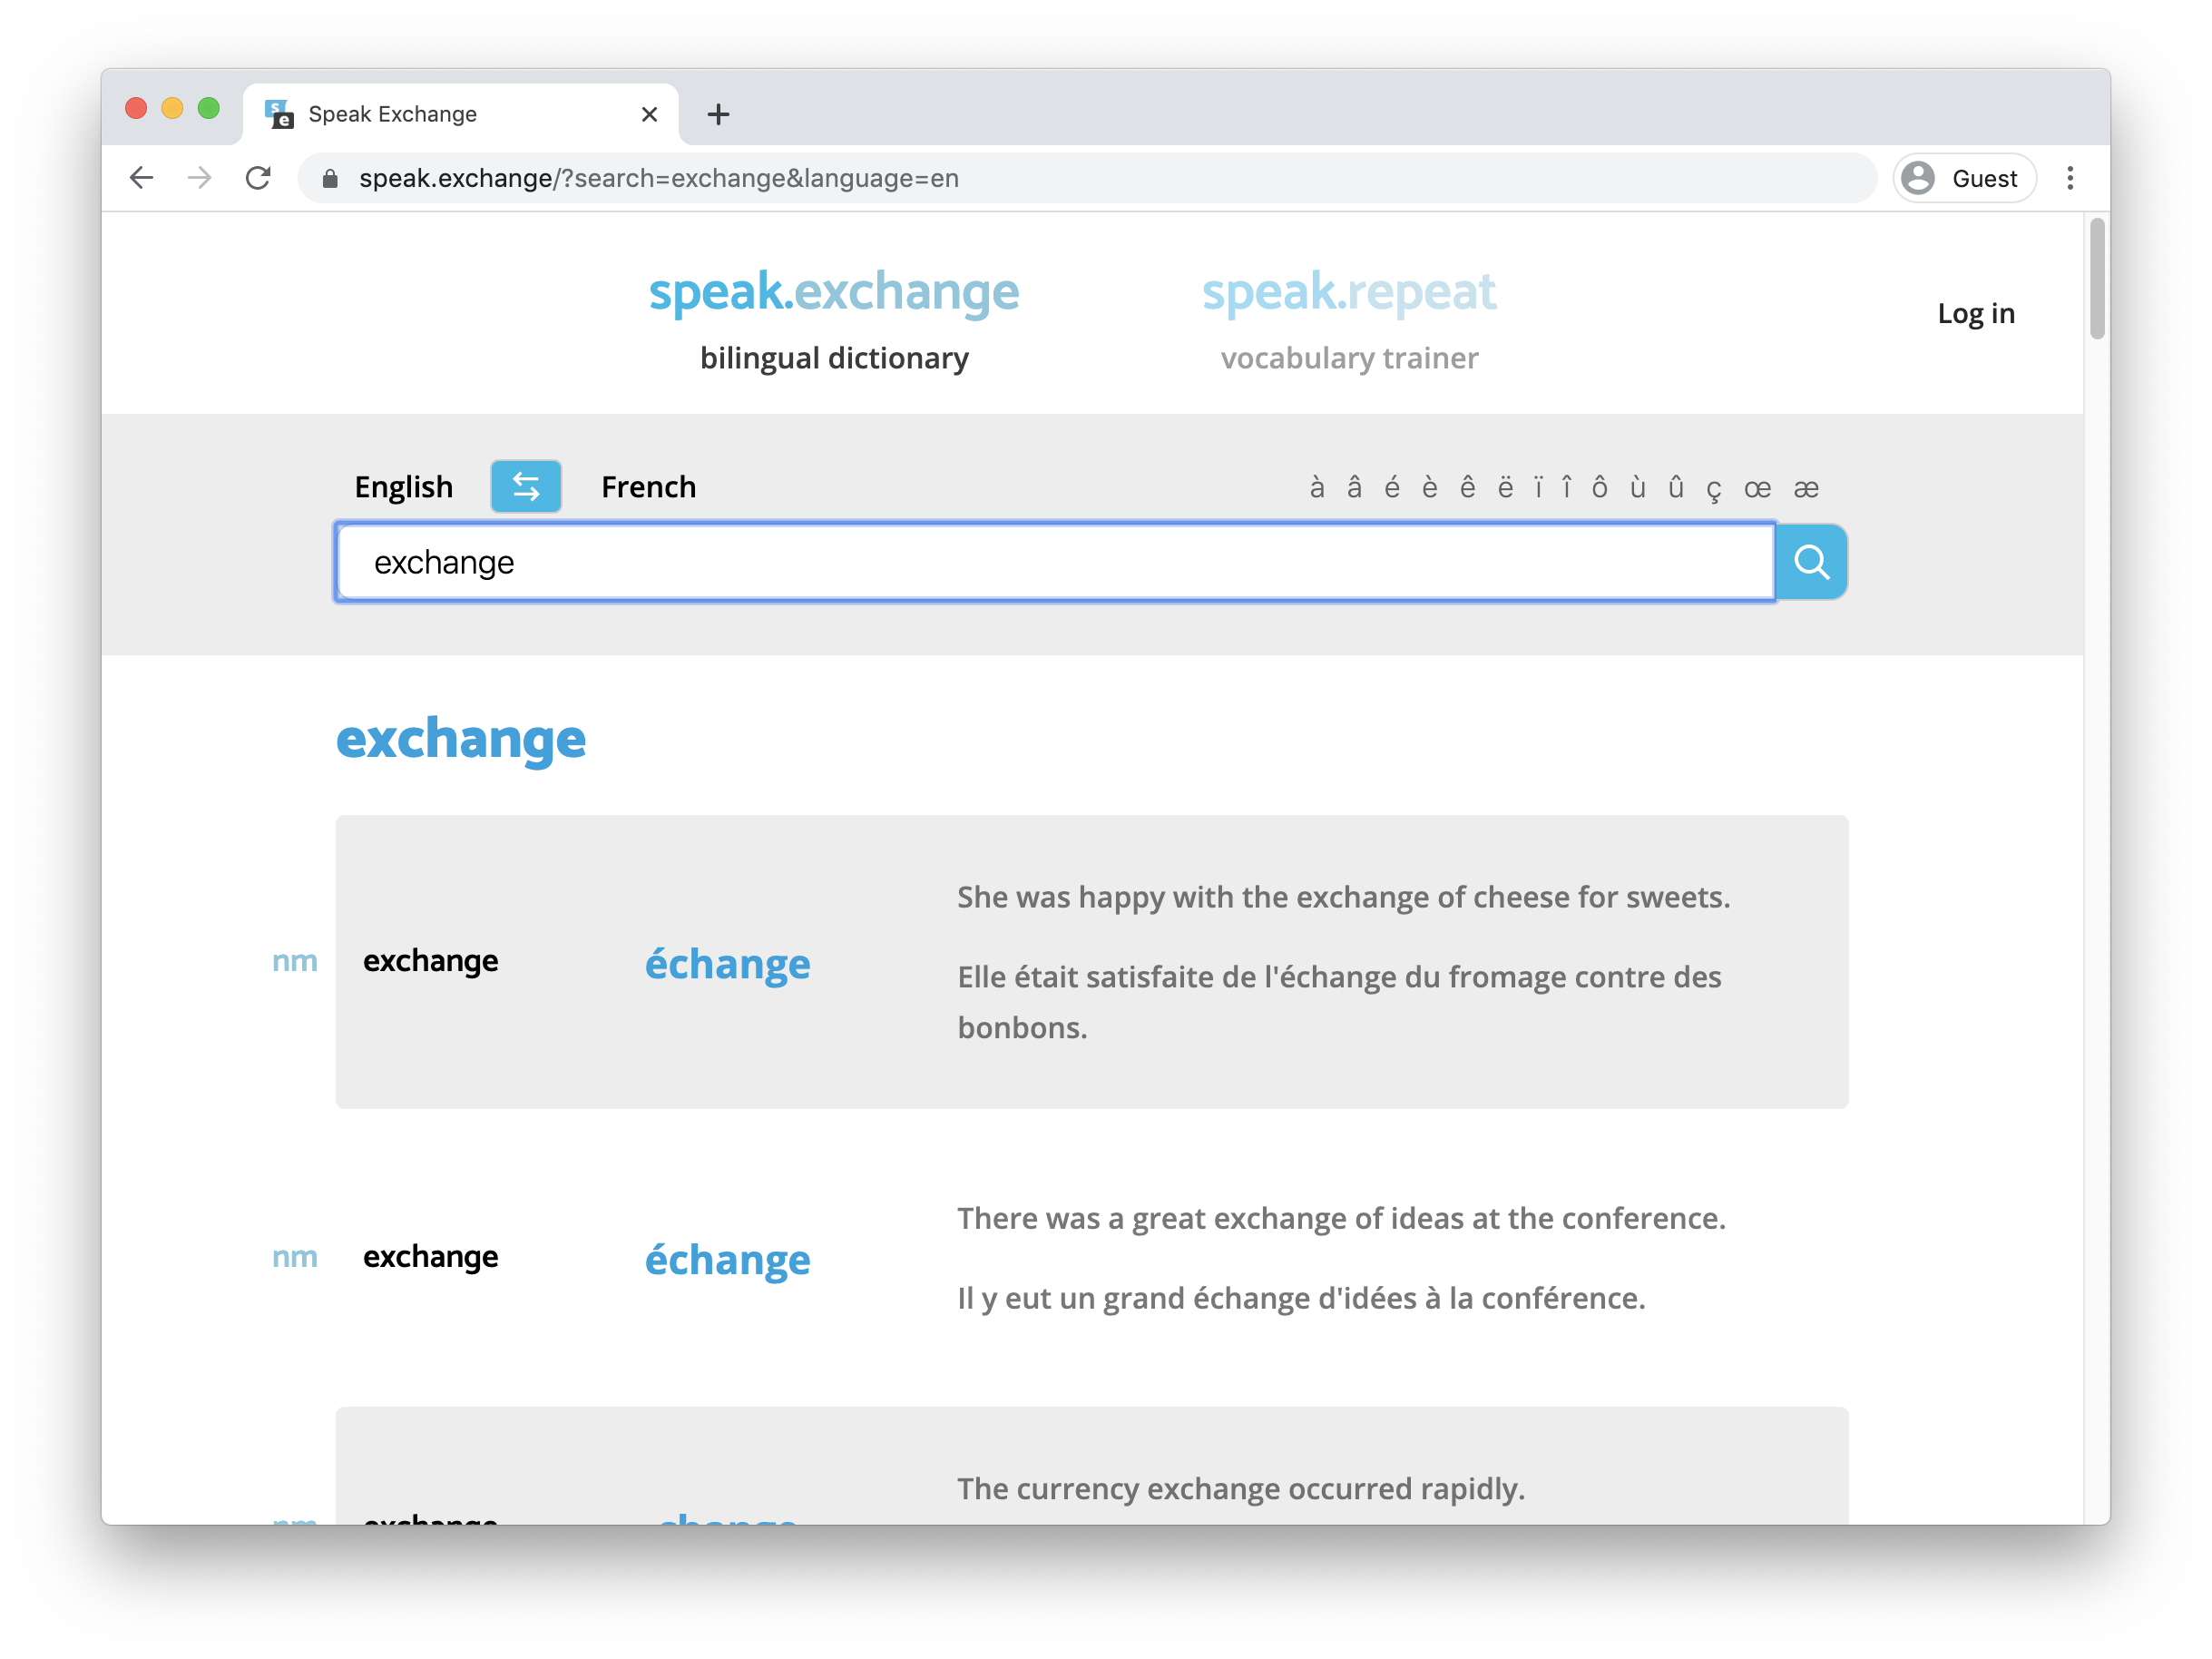 Speak Exchange
speak.exchange/?search=exchange&language=en
Guest
speak.exchange
speak.repeat
bilingual dictionary
vocabulary trainer
Log in
English
French
à â é è ê ë ï î ô ù û ç œ æ
exchange
exchange
She was happy with the exchange of cheese for sweets.
nm exchange échange
Elle était satisfaite de l'échange du fromage contre des
bonbons.
There was a great exchange of ideas at the conference.
nm exchange échange
Il y eut un grand échange d'idées à la conférence.
The currency exchange occurred rapidly.
nm exchange change